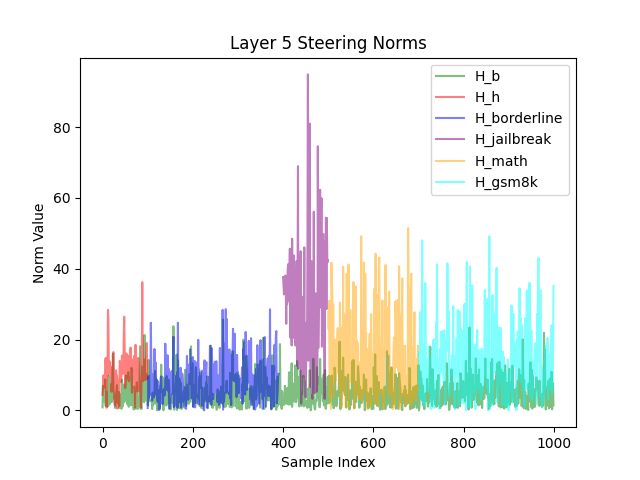 Layer 5 Steering Norms
H_b
H_h
H_borderline
H_jailbreak
H_math
H_gsm8k
80
60
40
20
0
Norm Value
0
200
400
600
800
1000
Sample Index